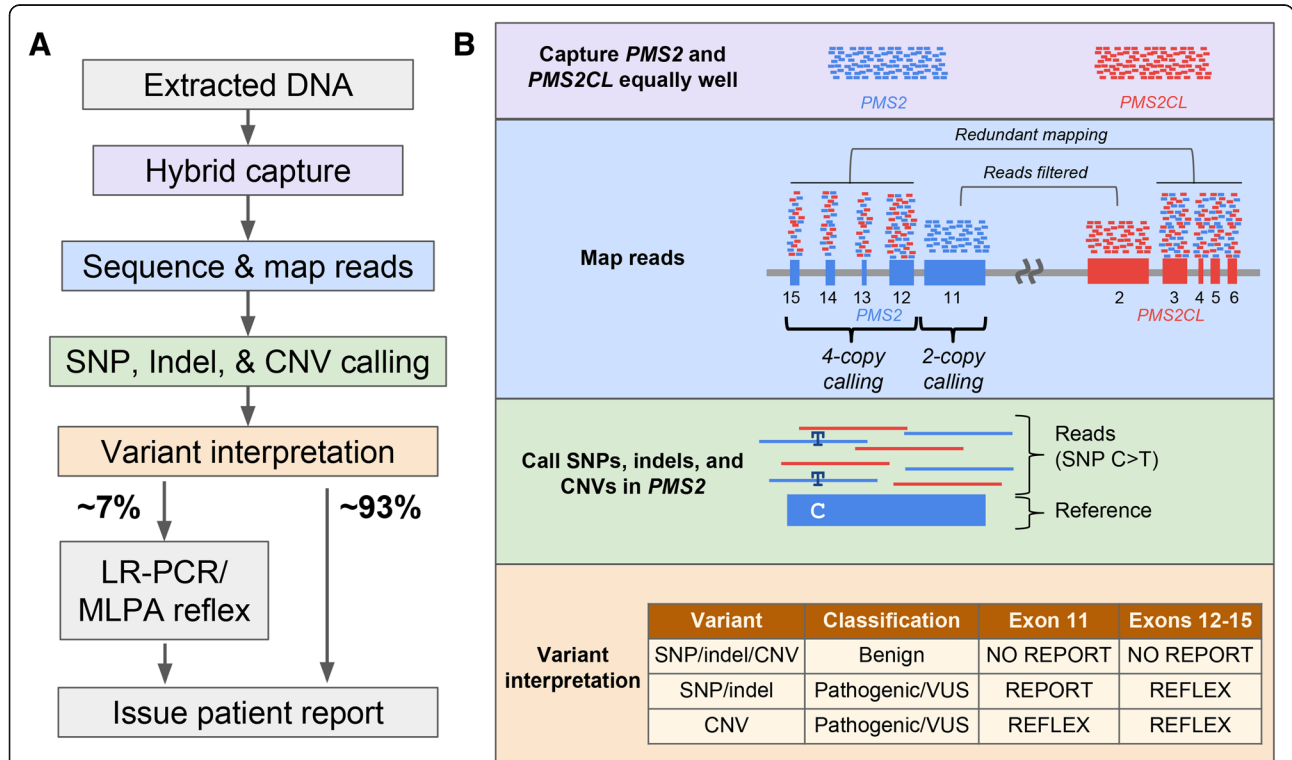 A
Extracted DNA
Hybrid capture
Sequence & map reads
SNP, Indel, & CNV calling
Variant interpretation
~7%
~93%
LR-PCR/
MLPA reflex
Issue patient report
B
Capture PMS2 and
PMS2CL equally well
PMS2
PMS2CL
Map reads
Redundant mapping
Reads filtered
15 14 13 12 11 2 3 4 5 6
PMS2 PMS2CL
4-copy
calling
2-copy
calling
Call SNPs, indels, and
CNVs in PMS2
T
T
C
Reads
(SNP C>T)
Reference
Variant
interpretation
Variant Classification Exon 11 Exons 12-15
SNP/indel/CNV Benign NO REPORT NO REPORT
SNP/indel Pathogenic/VUS REPORT REFLEX
CNV Pathogenic/VUS REFLEX REFLEX